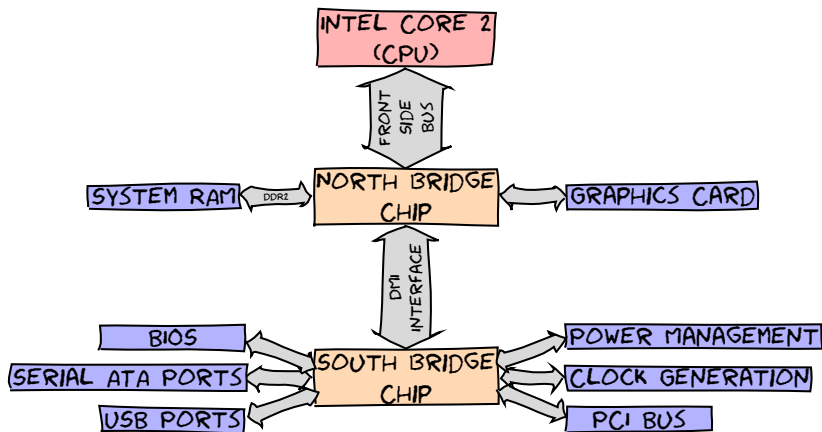 INTEL CORE 2
(CPU)
FRONT
SIDE
BUS
SYSTEM RAM
DDR2
NORTH BRIDGE
CHIP
GRAPHICS CARD
DMI
INTERFACE
BIOS
POWER MANAGEMENT
SERIAL ATA PORTS
SOUTH BRIDGE
CHIP
CLOCK GENERATION
USB PORTS
PCI BUS